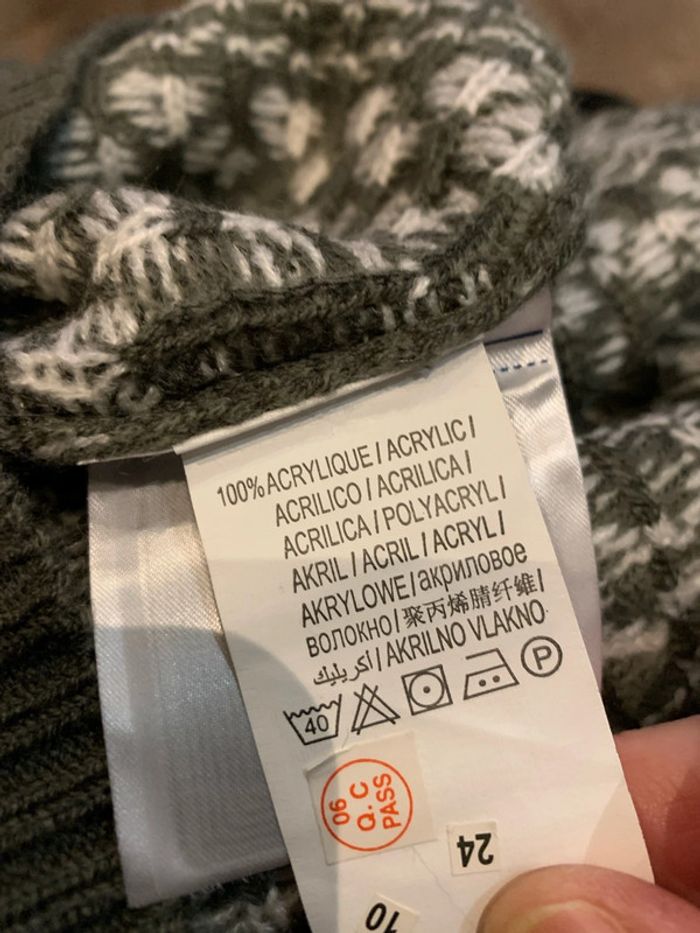 100% ACRYLIQUE / ACRYLIC /
ACRILICO / ACRILICA /
ACRILICA / POLYACRYL /
AKRIL / ACRIL / ACRYL /
AKRYLOWE / акриловое
волокно / 聚丙烯腈纤維 /
اكريليك / AKRILNO VLAKNO
40
P
06
Q.C
PASS
24
10